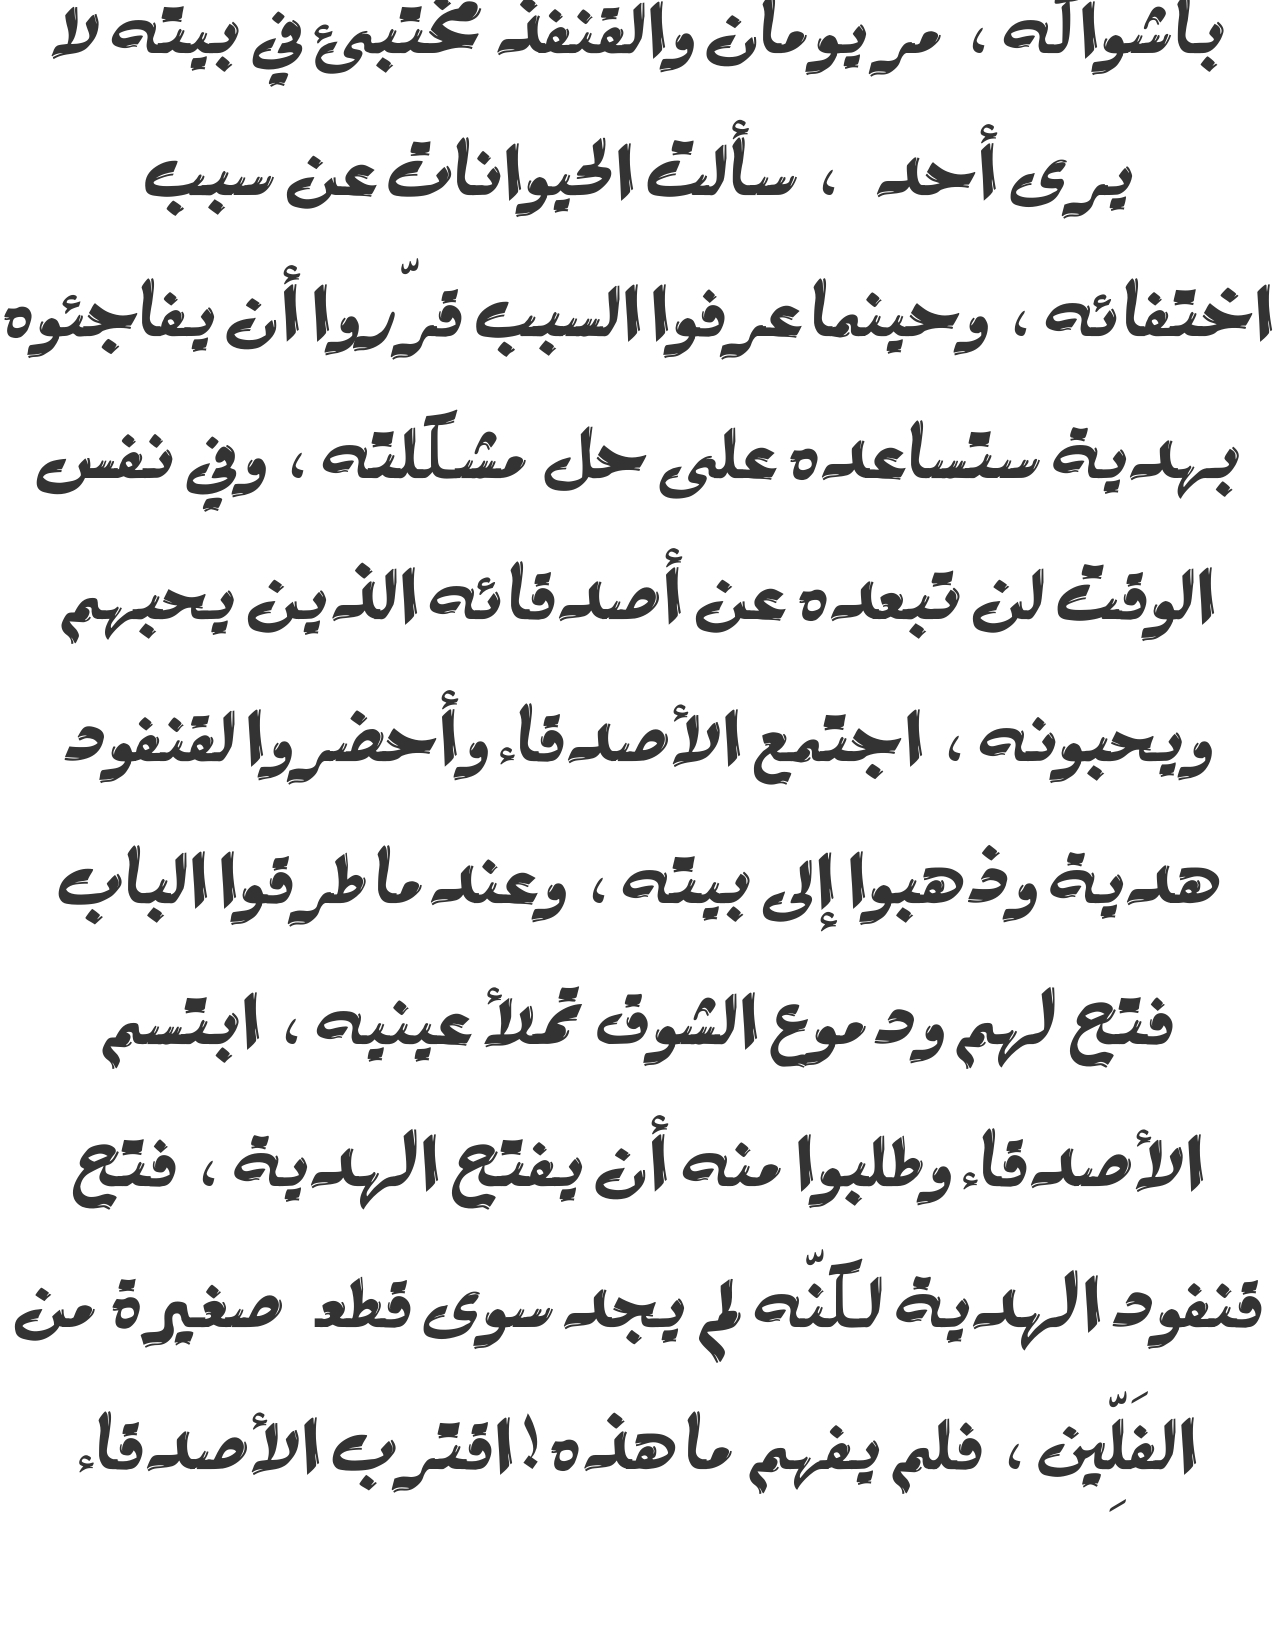 بأشواكه ، مر يومان والقنفذ مختبئ في بيته لا
يرى أحد ، سألت الحيوانات عن سبب
اختفائه ، وحينما عرفوا السبب قرّروا أن يفاجئوه
بهدية ستساعده على حل مشكلته ، وفي نفس
الوقت لن تبعده عن أصدقائه الذين يحبهم
ويحبونه ، اجتمع الأصدقاء وأحضروا لقنفود
هدية وذهبوا إلى بيته ، وعندما طرقوا الباب
فتح لهم ودموع الشوق تملأ عينيه ، ابتسم
الأصدقاء وطلبوا منه أن يفتح الهدية ، فتح
قنفود الهدية لكنّه لم يجد سوى قطع صغيرة من
الفَلِّين ، فلم يفهم ماهذه! اقترب الأصدقاء